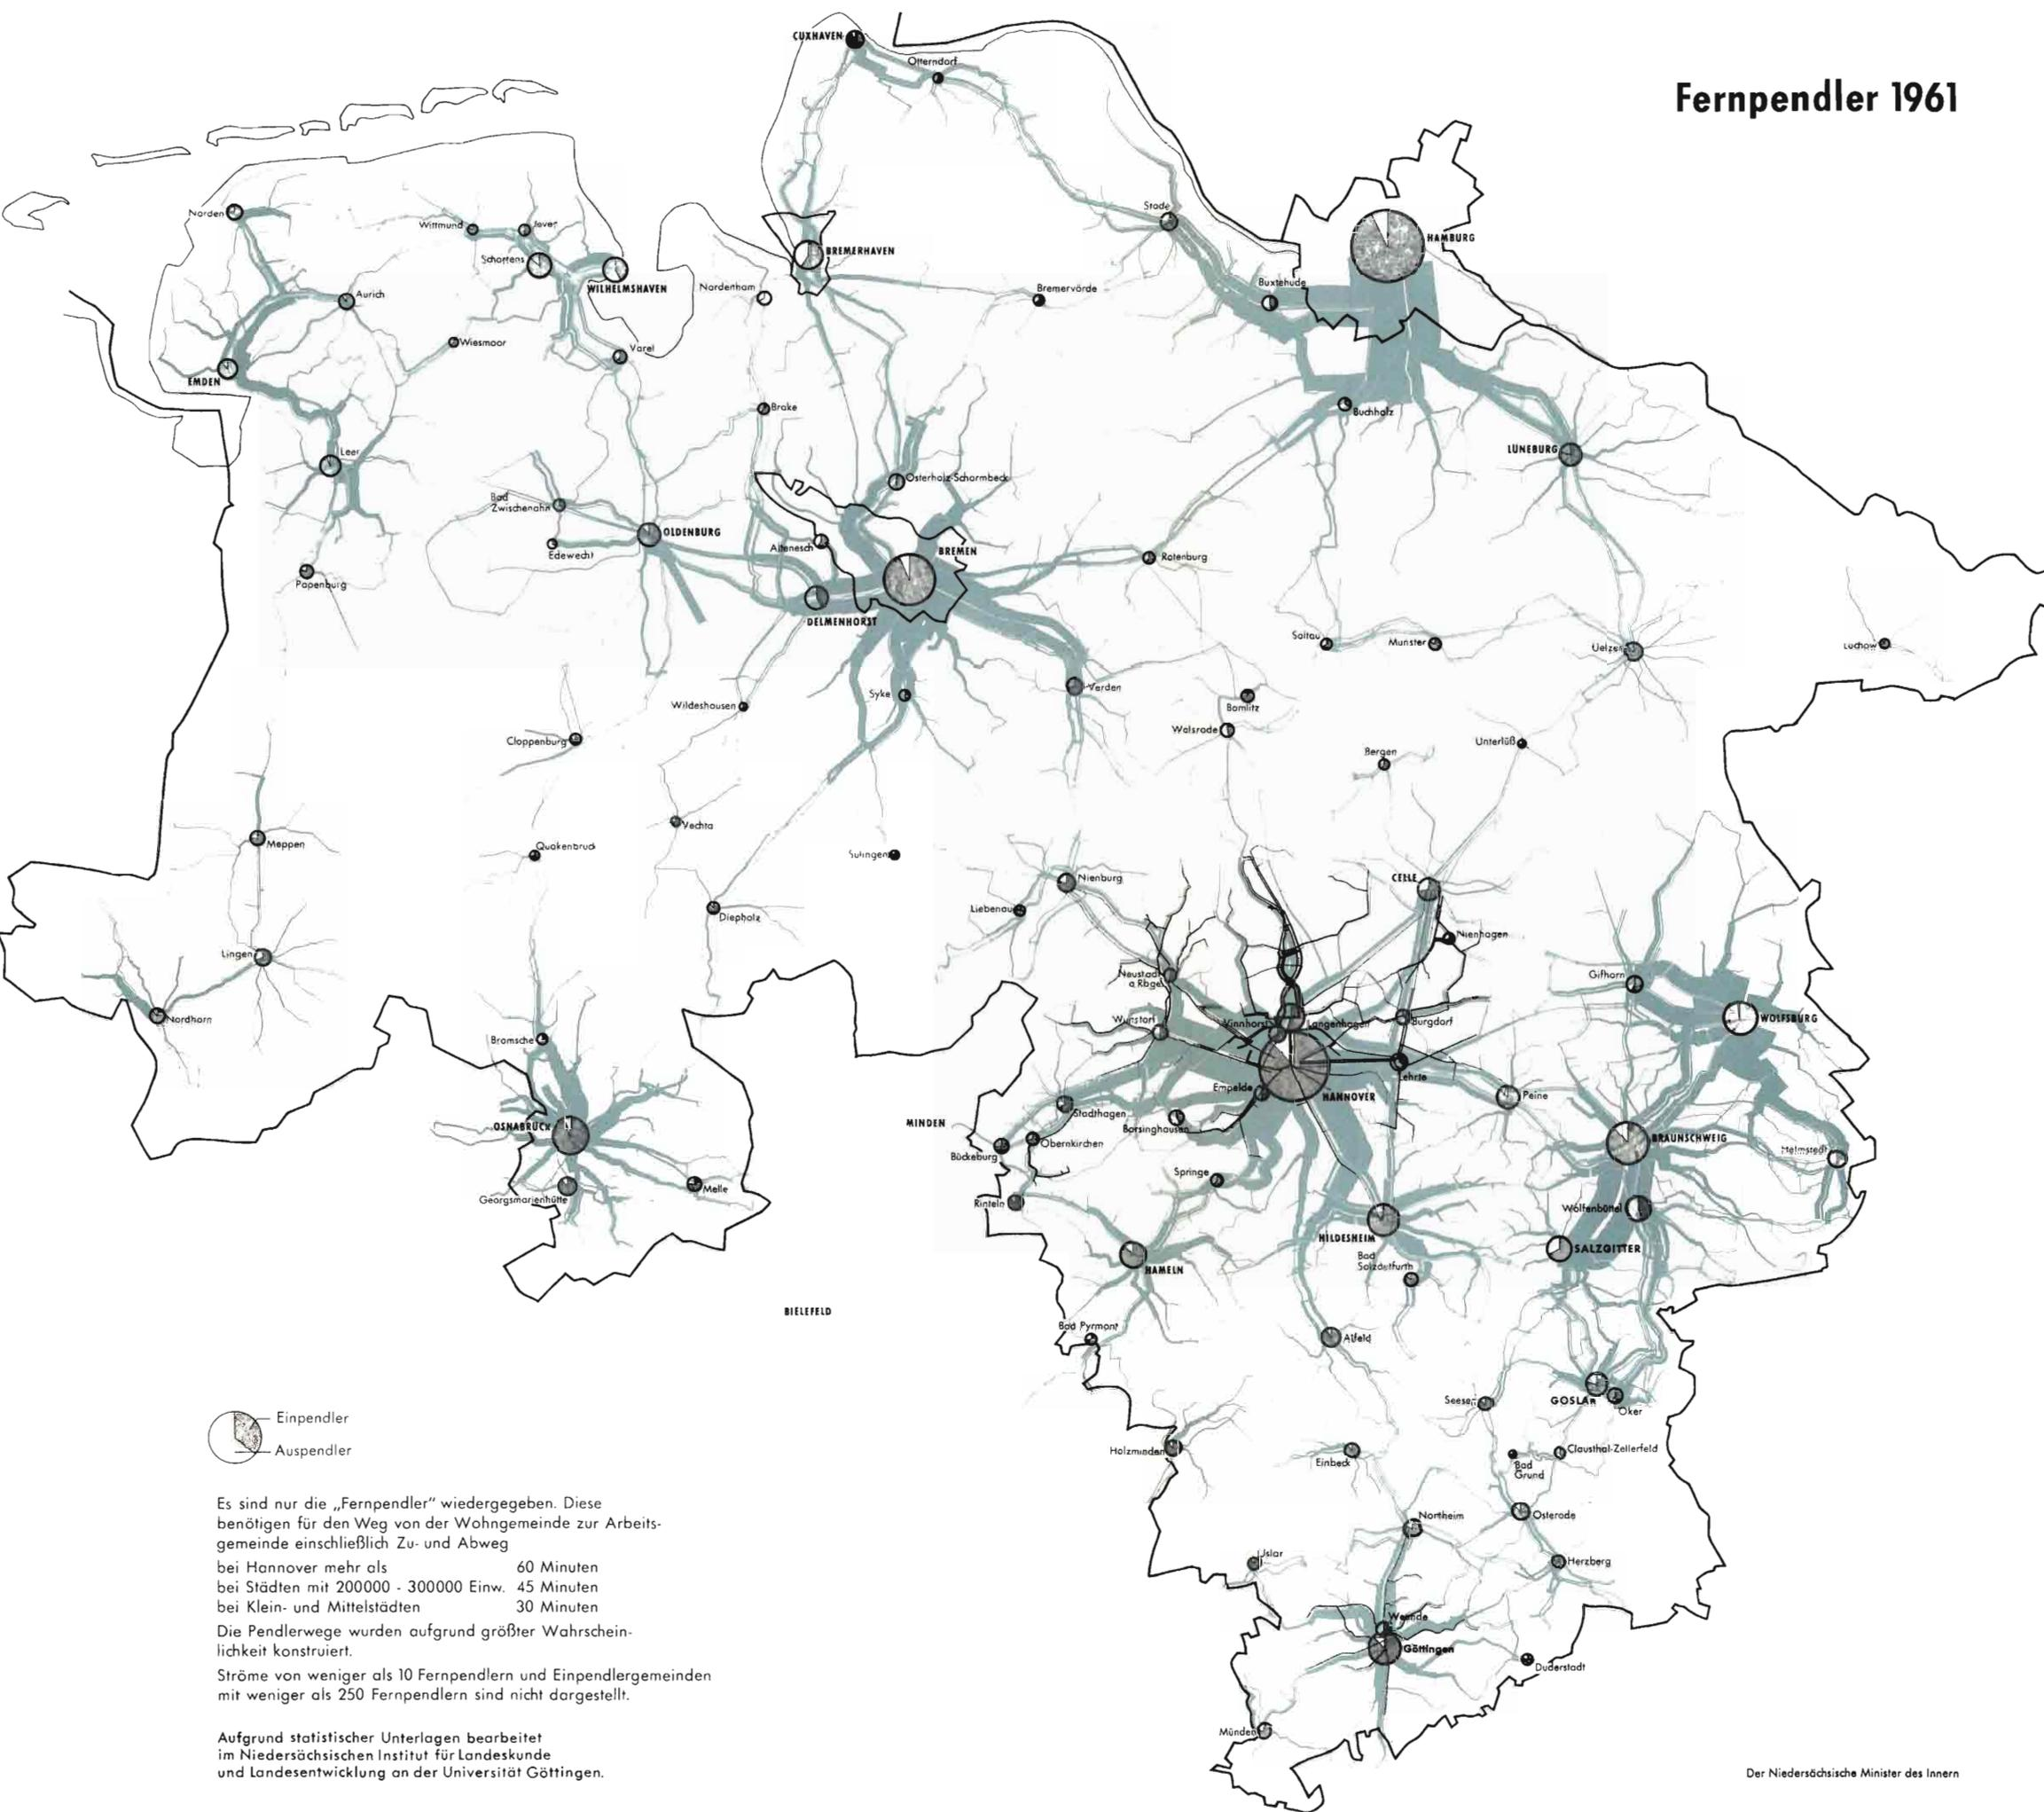 Fernpendler 1961
CUXHAVEN
Otterndorf
Norden
Wittmund
Jever
Schortens
WILHELMSHAVEN
BREMERHAVEN
Nordenham
Bremervörde
Stade
HAMBURG
Buxtehude
Aurich
Wiesmoor
Varel
EMDEN
Brake
Buchholz
Leer
LÜNEBURG
Osterholz-Scharmbeck
Bad
Zwischenahn
OLDENBURG
Edewecht
Altenesch
BREMEN
Rotenburg
Papenburg
DELMENHORST
Soltau
Munster
Uelzen
Lüchow
Wildeshausen
Syke
Verden
Bomlitz
Walsrode
Cloppenburg
Bergen
Unterlüß
Meppen
Vechta
Quakenbrück
Sulingen
Nienburg
CELLE
Liebenau
Diepholz
Nienhagen
Lingen
Neustadt
a.Rbge.
Gifhorn
Nordhorn
Wunstorf
Vinnhorst
Langenhagen
Burgdorf
WOLFSBURG
Bramsche
Lehrte
Empelde
HANNOVER
Peine
Stadthagen
Barsinghausen
MINDEN
OSNABRÜCK
Obernkirchen
Bückeburg
BRAUNSCHWEIG
Helmstedt
Springe
Melle
Georgsmarienhütte
Rinteln
Wolfenbüttel
HILDESHEIM
SALZGITTER
Bad
Salzdetfurth
HAMELN
BIELEFELD
Bad Pyrmont
Alfeld
Seesen
GOSLAR
Oker
Holzminden
Einbeck
Clausthal-Zellerfeld
Bad
Grund
Northeim
Osterode
Uslar
Herzberg
Weende
Göttingen
Duderstadt
Münden
Einpendler
Auspendler
Es sind nur die „Fernpendler" wiedergegeben. Diese
benötigen für den Weg von der Wohngemeinde zur Arbeits-
gemeinde einschließlich Zu- und Abweg
bei Hannover mehr als 60 Minuten
bei Städten mit 200000 - 300000 Einw. 45 Minuten
bei Klein- und Mittelstädten 30 Minuten
Die Pendlerwege wurden aufgrund größter Wahrschein-
lichkeit konstruiert.
Ströme von weniger als 10 Fernpendlern und Einpendlergemeinden
mit weniger als 250 Fernpendlern sind nicht dargestellt.
Aufgrund statistischer Unterlagen bearbeitet
im Niedersächsischen Institut für Landeskunde
und Landesentwicklung an der Universität Göttingen.
Der Niedersächsische Minister des Innern